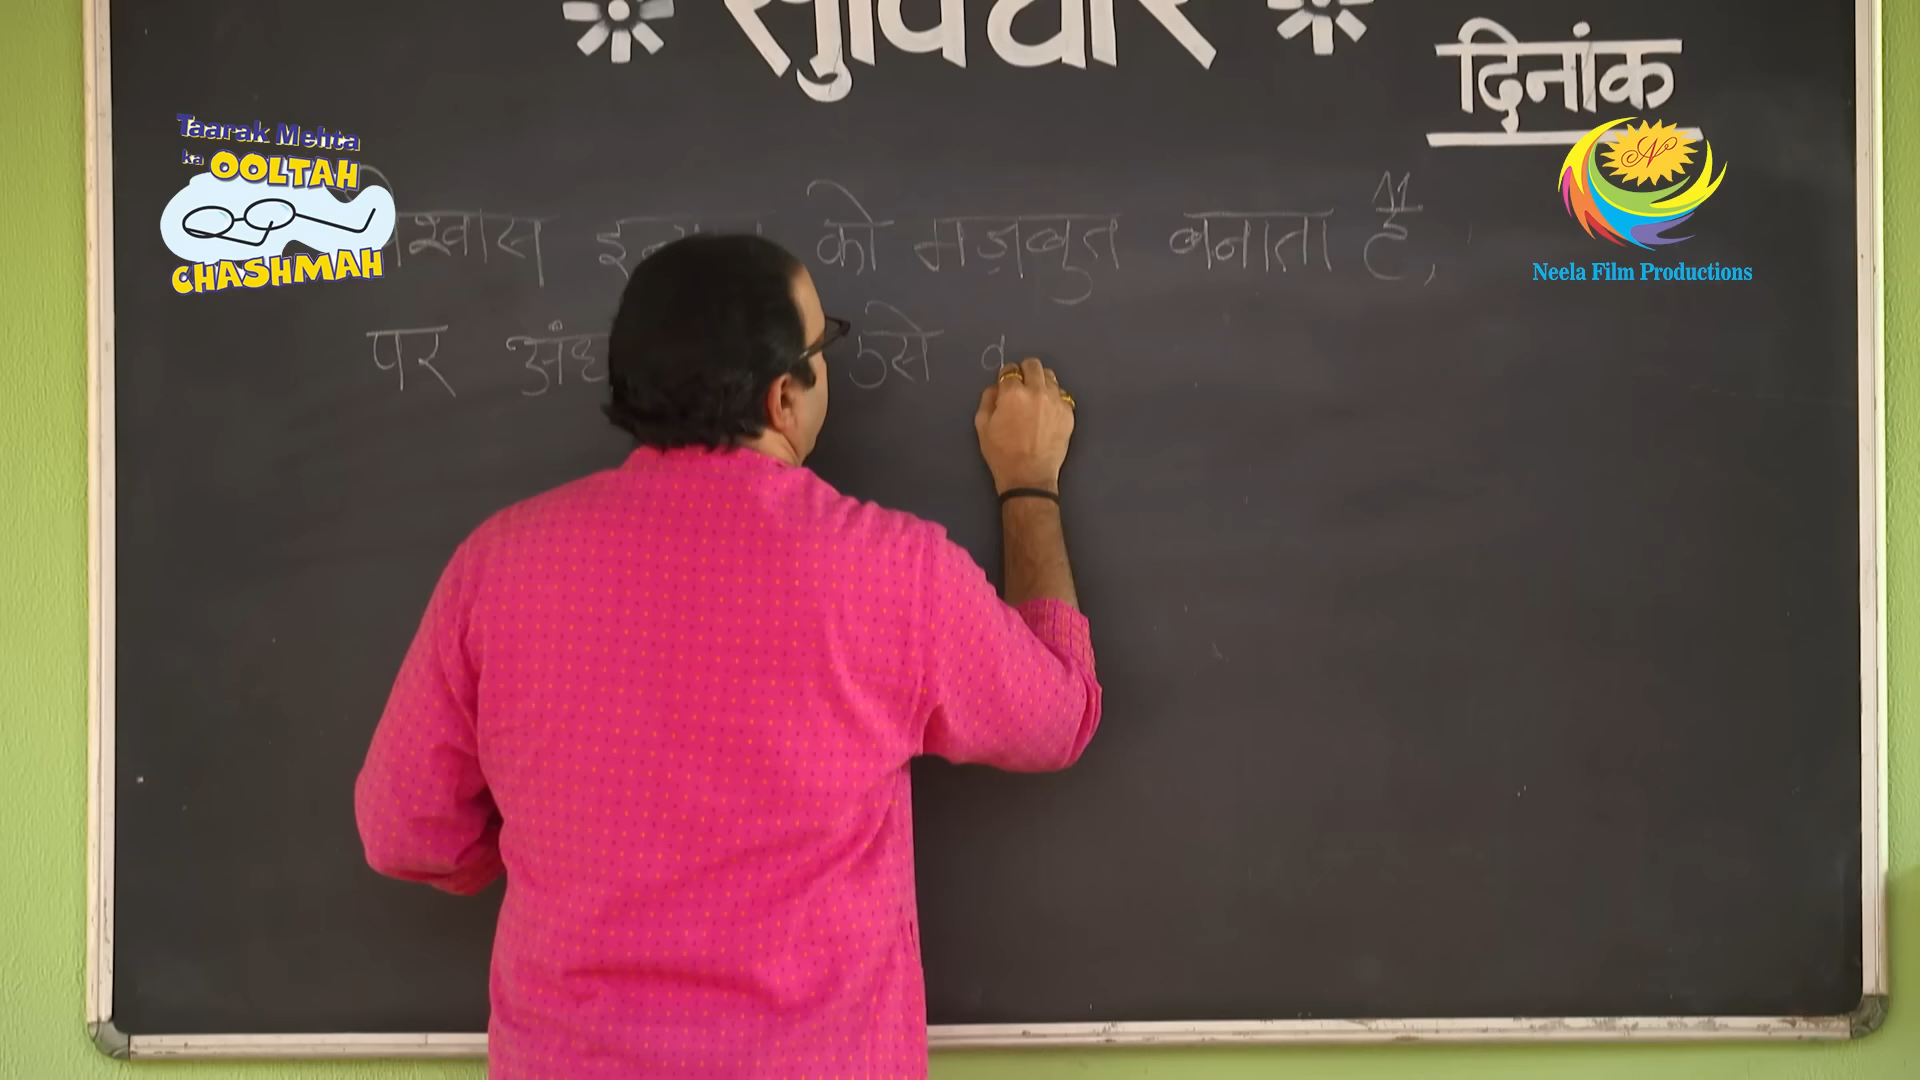 सुविचार
दिनांक
Taarak Mehta
ka OOLTAH
CHASHMAH
Neela Film Productions
को मज़बुत बनाता है,
पर उसे